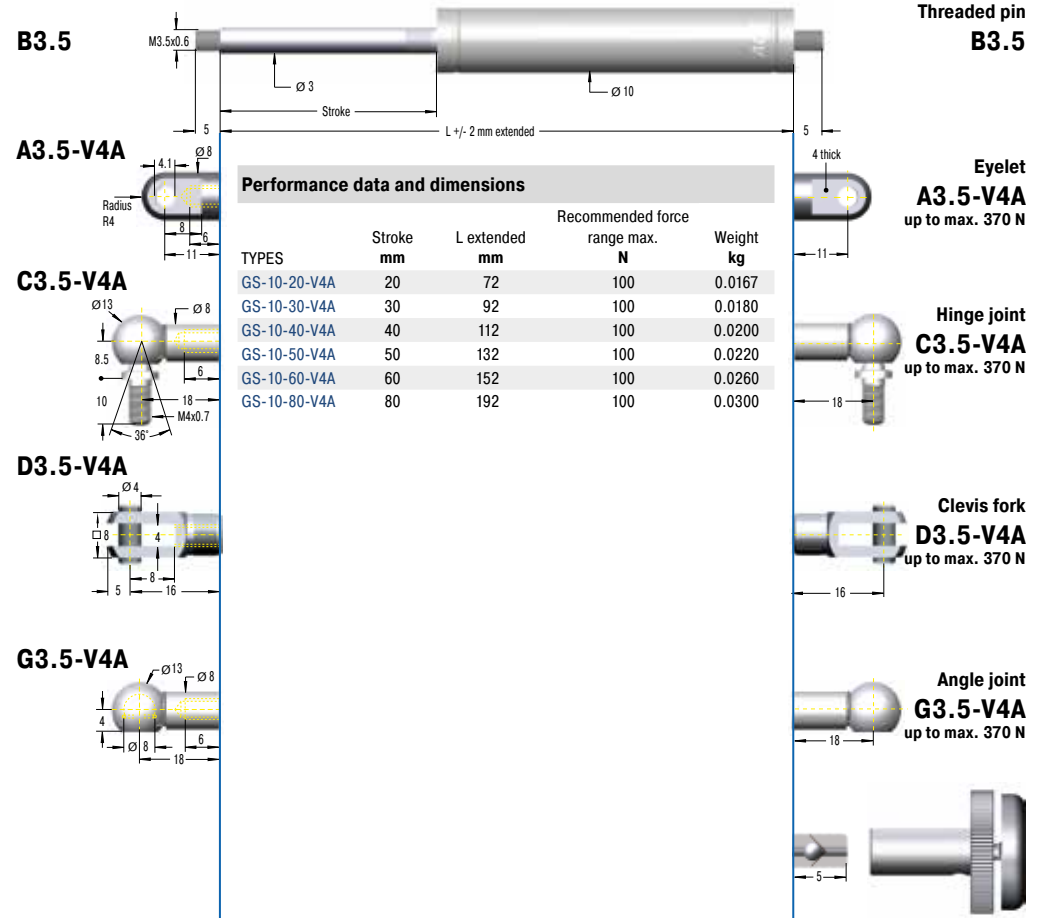 Threaded pin
B3.5
B3.5
M3.5x0.6
Ø 3
Ø 10
Stroke
5
L +/- 2 mm extended
5
A3.5-V4A
4.1
Ø 8
Radius
R4
8
6
11
4 thick
11
Eyelet
A3.5-V4A
up to max. 370 N
Performance data and dimensions
Recommended force
Stroke L extended range max. Weight
TYPES mm mm N kg
GS-10-20-V4A 20 72 100 0.0167
GS-10-30-V4A 30 92 100 0.0180
GS-10-40-V4A 40 112 100 0.0200
GS-10-50-V4A 50 132 100 0.0220
GS-10-60-V4A 60 152 100 0.0260
GS-10-80-V4A 80 192 100 0.0300
C3.5-V4A
Ø 13
Ø 8
8.5
6
10
18
M4x0.7
36°
18
Hinge joint
C3.5-V4A
up to max. 370 N
D3.5-V4A
Ø 4
□ 8
4
8
5
16
16
Clevis fork
D3.5-V4A
up to max. 370 N
G3.5-V4A
Ø 13
Ø 8
4
Ø 8
6
18
18
Angle joint
G3.5-V4A
up to max. 370 N
5